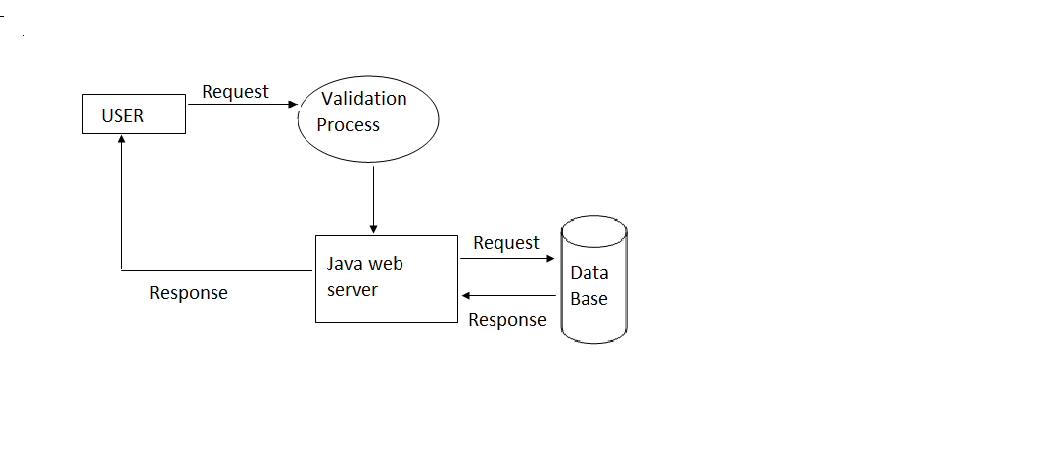 Request
USER
Validation
Process
Request
Java web
server
Data
Base
Response
Response